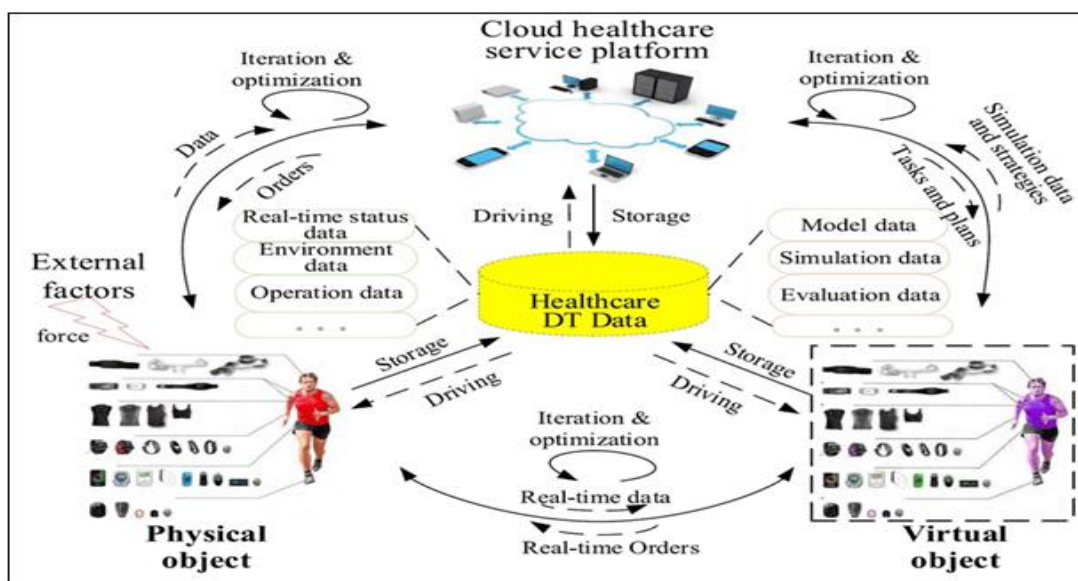 Cloud healthcare
service platform
Iteration &
optimization
Iteration &
optimization
Data
Orders
Simulation data
and strategies
Tasks and plans
Driving
Storage
Real-time status
data
Environment
data
Operation data
...
Model data
Simulation data
Evaluation data
...
External
factors
force
Healthcare
DT Data
Storage
Driving
Storage
Driving
Iteration &
optimization
Real-time data
Real-time Orders
Physical
object
Virtual
object